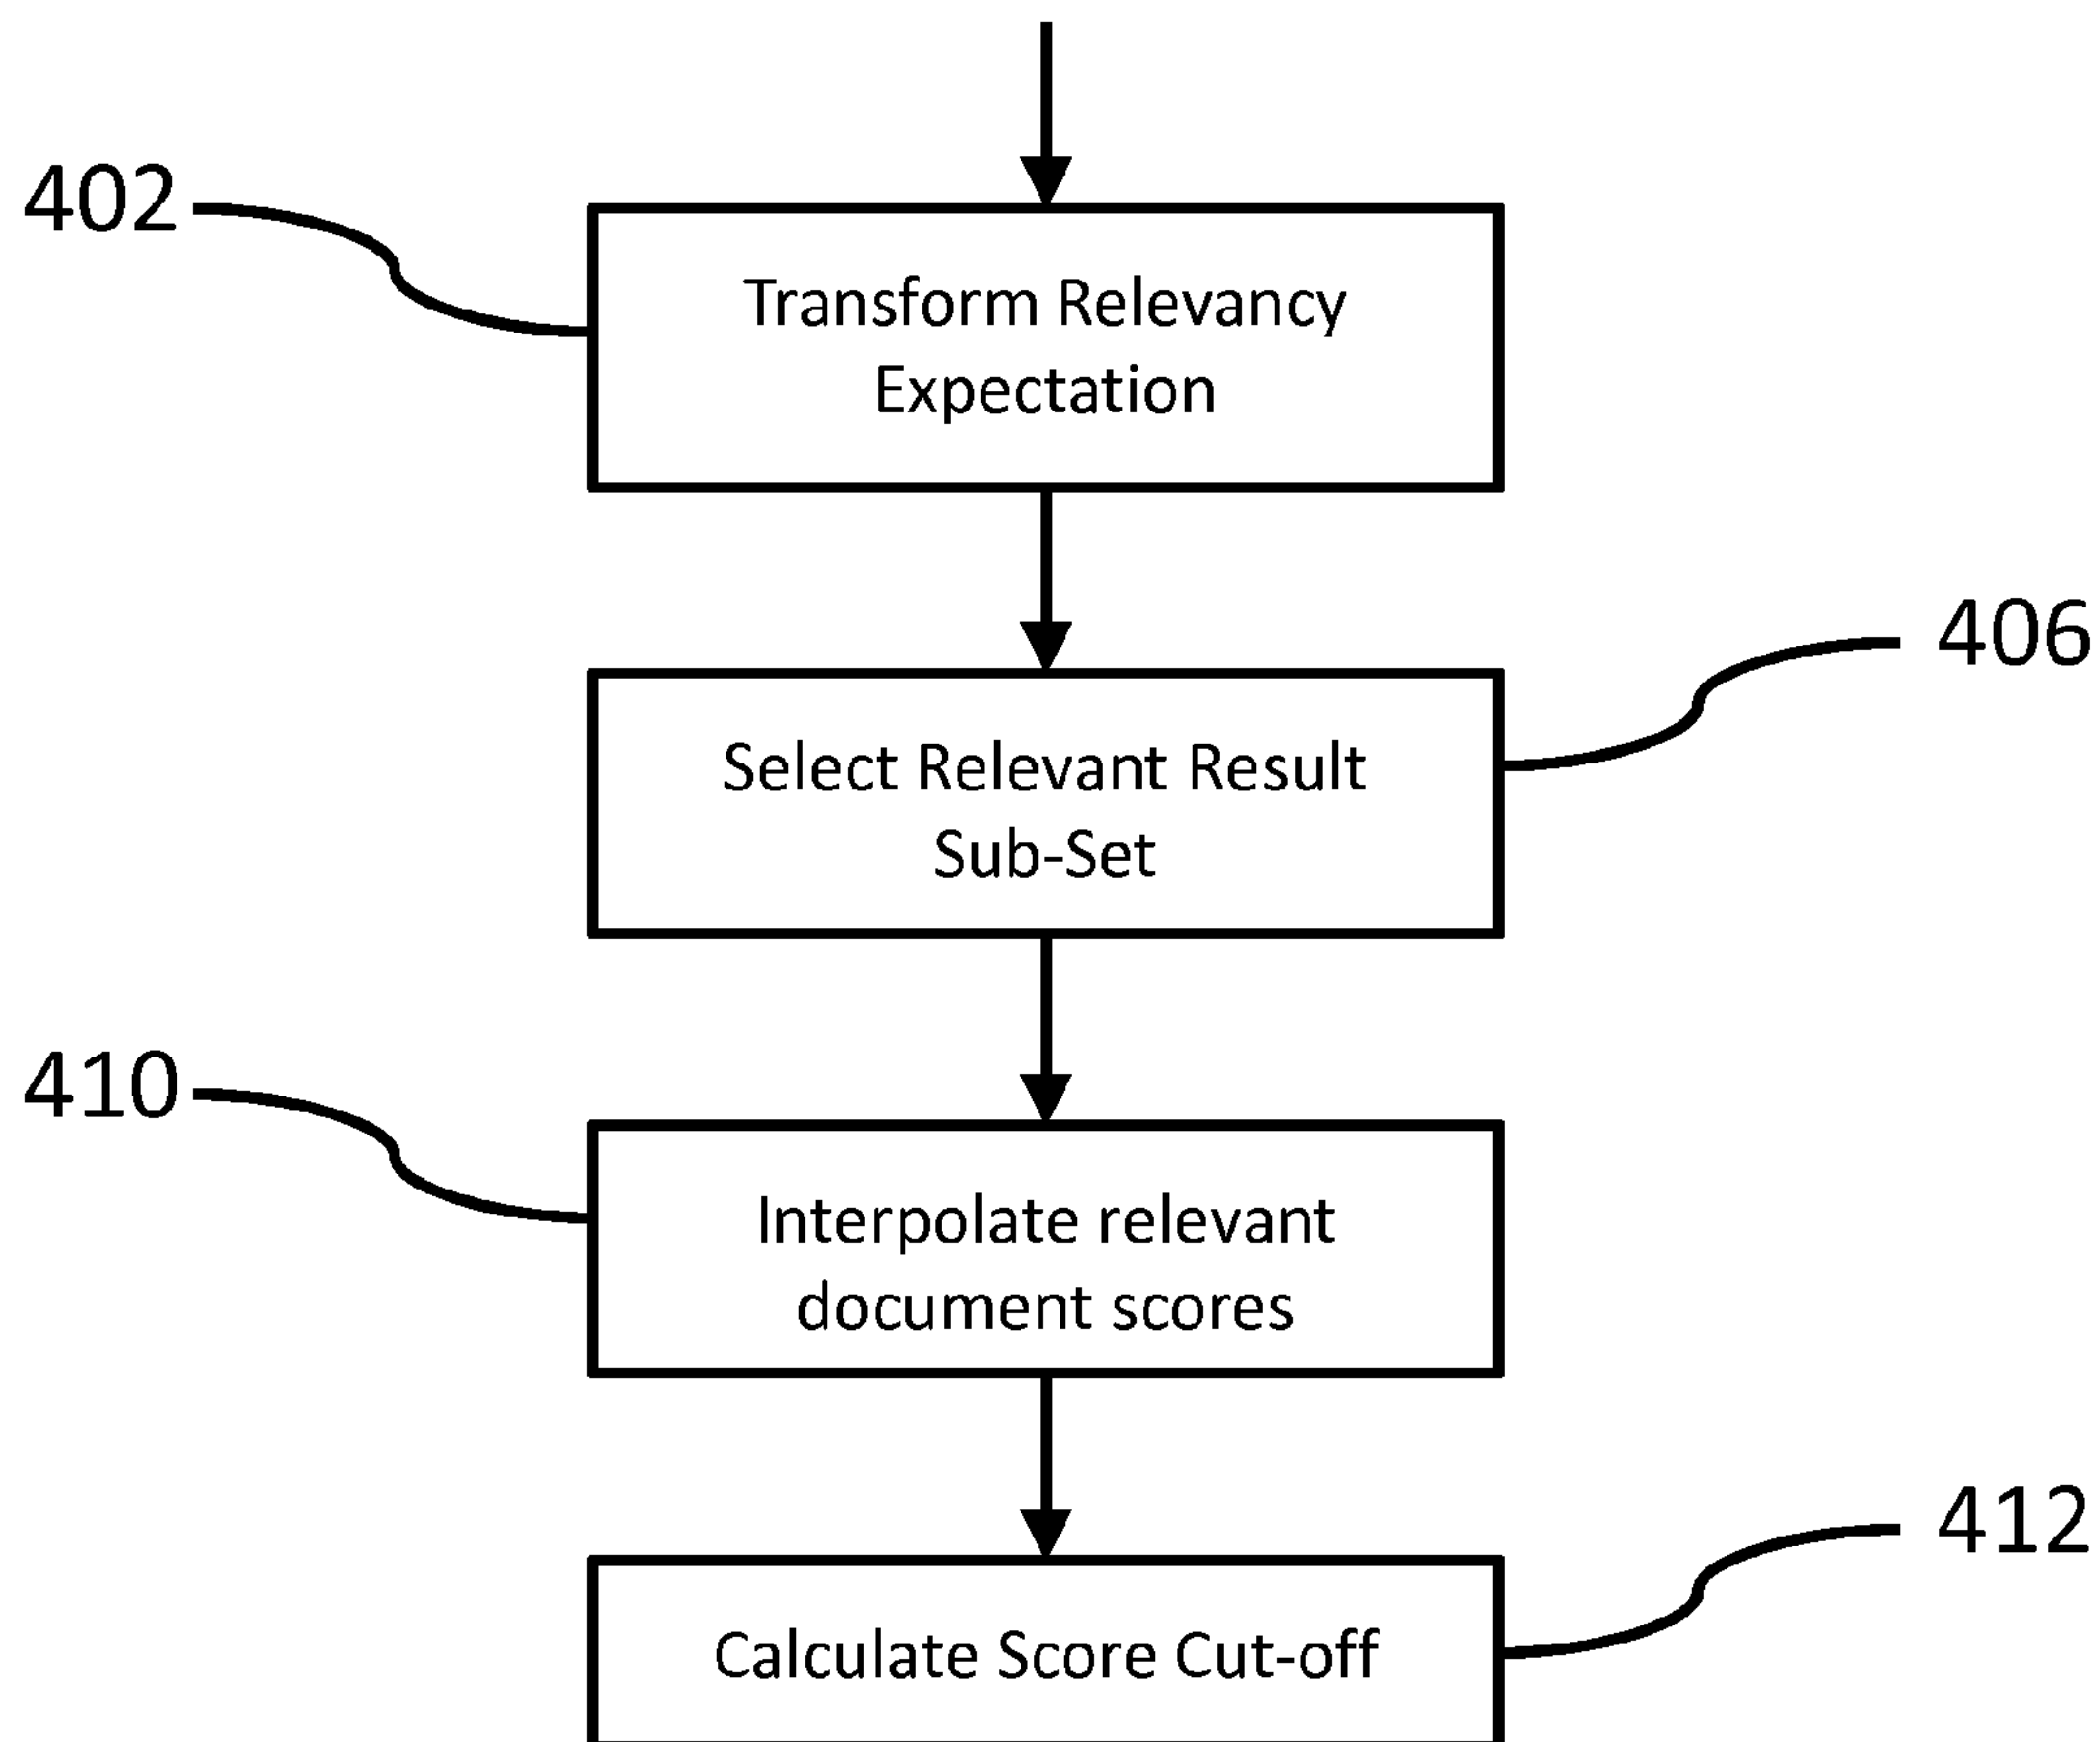 402
Transform Relevancy
Expectation
406
Select Relevant Result
Sub-Set
410
Interpolate relevant
document scores
412
Calculate Score Cut-off